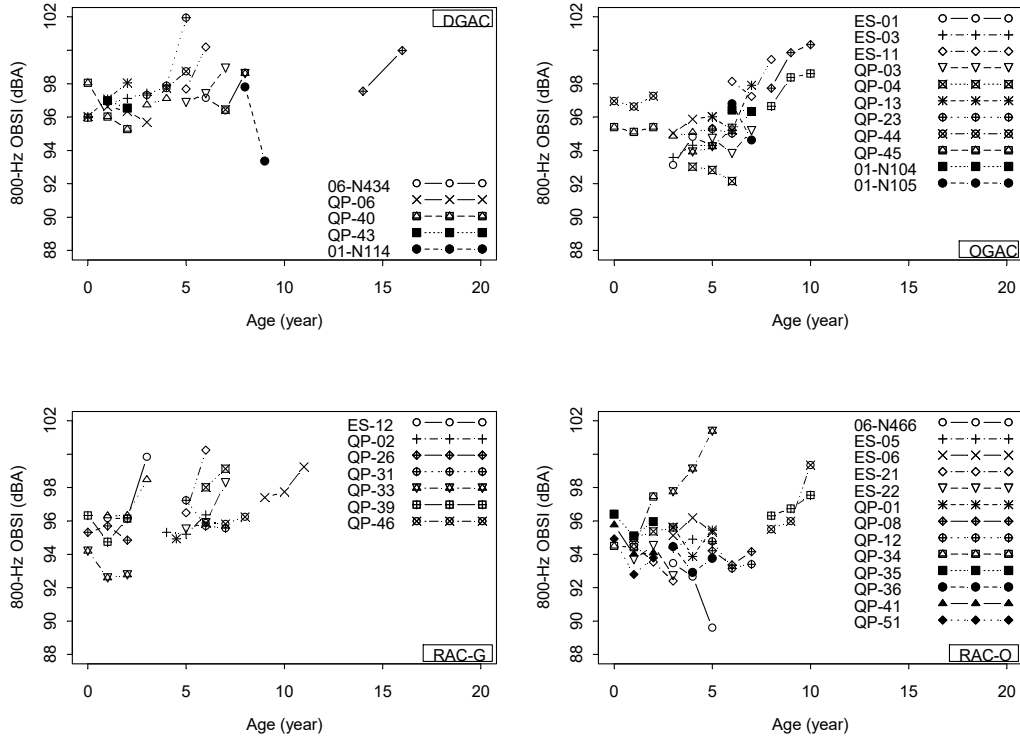 DGAC
800-Hz OBSI (dBA)
102
100
98
96
94
92
90
88
06-N434
QP-06
QP-40
QP-43
01-N114
0 5 10 15 20
Age (year)
ES-01
ES-03
ES-11
QP-03
QP-04
QP-13
QP-23
QP-44
QP-45
01-N104
01-N105
800-Hz OBSI (dBA)
102
100
98
96
94
92
90
88
OGAC
0 5 10 15 20
Age (year)
ES-12
QP-02
QP-26
QP-31
QP-33
QP-39
QP-46
800-Hz OBSI (dBA)
102
98
96
94
92
90
88
RAC-G
0 5 10 15 20
Age (year)
06-N466
ES-05
ES-06
ES-21
ES-22
QP-01
QP-08
QP-12
QP-34
QP-35
QP-36
QP-41
QP-51
800-Hz OBSI (dBA)
102
98
96
94
92
90
88
RAC-O
0 5 10 15 20
Age (year)